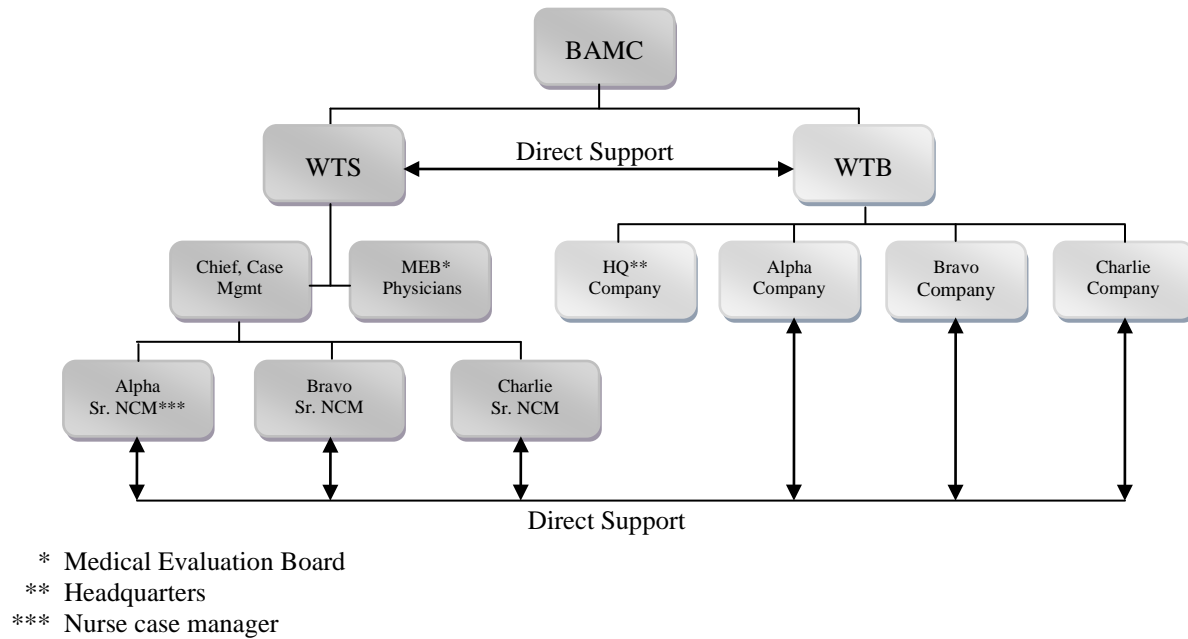 BAMC
WTS
Direct Support
WTB
Chief, Case
Mgmt
MEB*
Physicians
HQ**
Company
Alpha
Company
Bravo
Company
Charlie
Company
Alpha
Sr. NCM***
Bravo
Sr. NCM
Charlie
Sr. NCM
Direct Support
* Medical Evaluation Board
** Headquarters
*** Nurse case manager